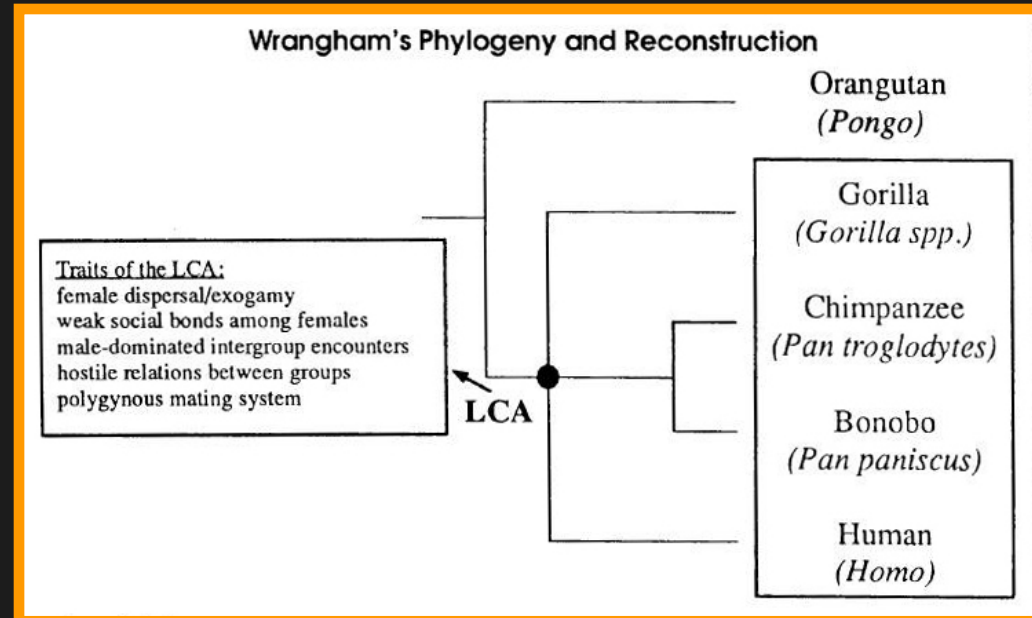 Wrangham's Phylogeny and Reconstruction
Orangutan
(Pongo)
Gorilla
(Gorilla spp.)
Traits of the LCA:
female dispersal/exogamy
weak social bonds among females
male-dominated intergroup encounters
hostile relations between groups
polygynous mating system
LCA
Chimpanzee
(Pan troglodytes)
Bonobo
(Pan paniscus)
Human
(Homo)